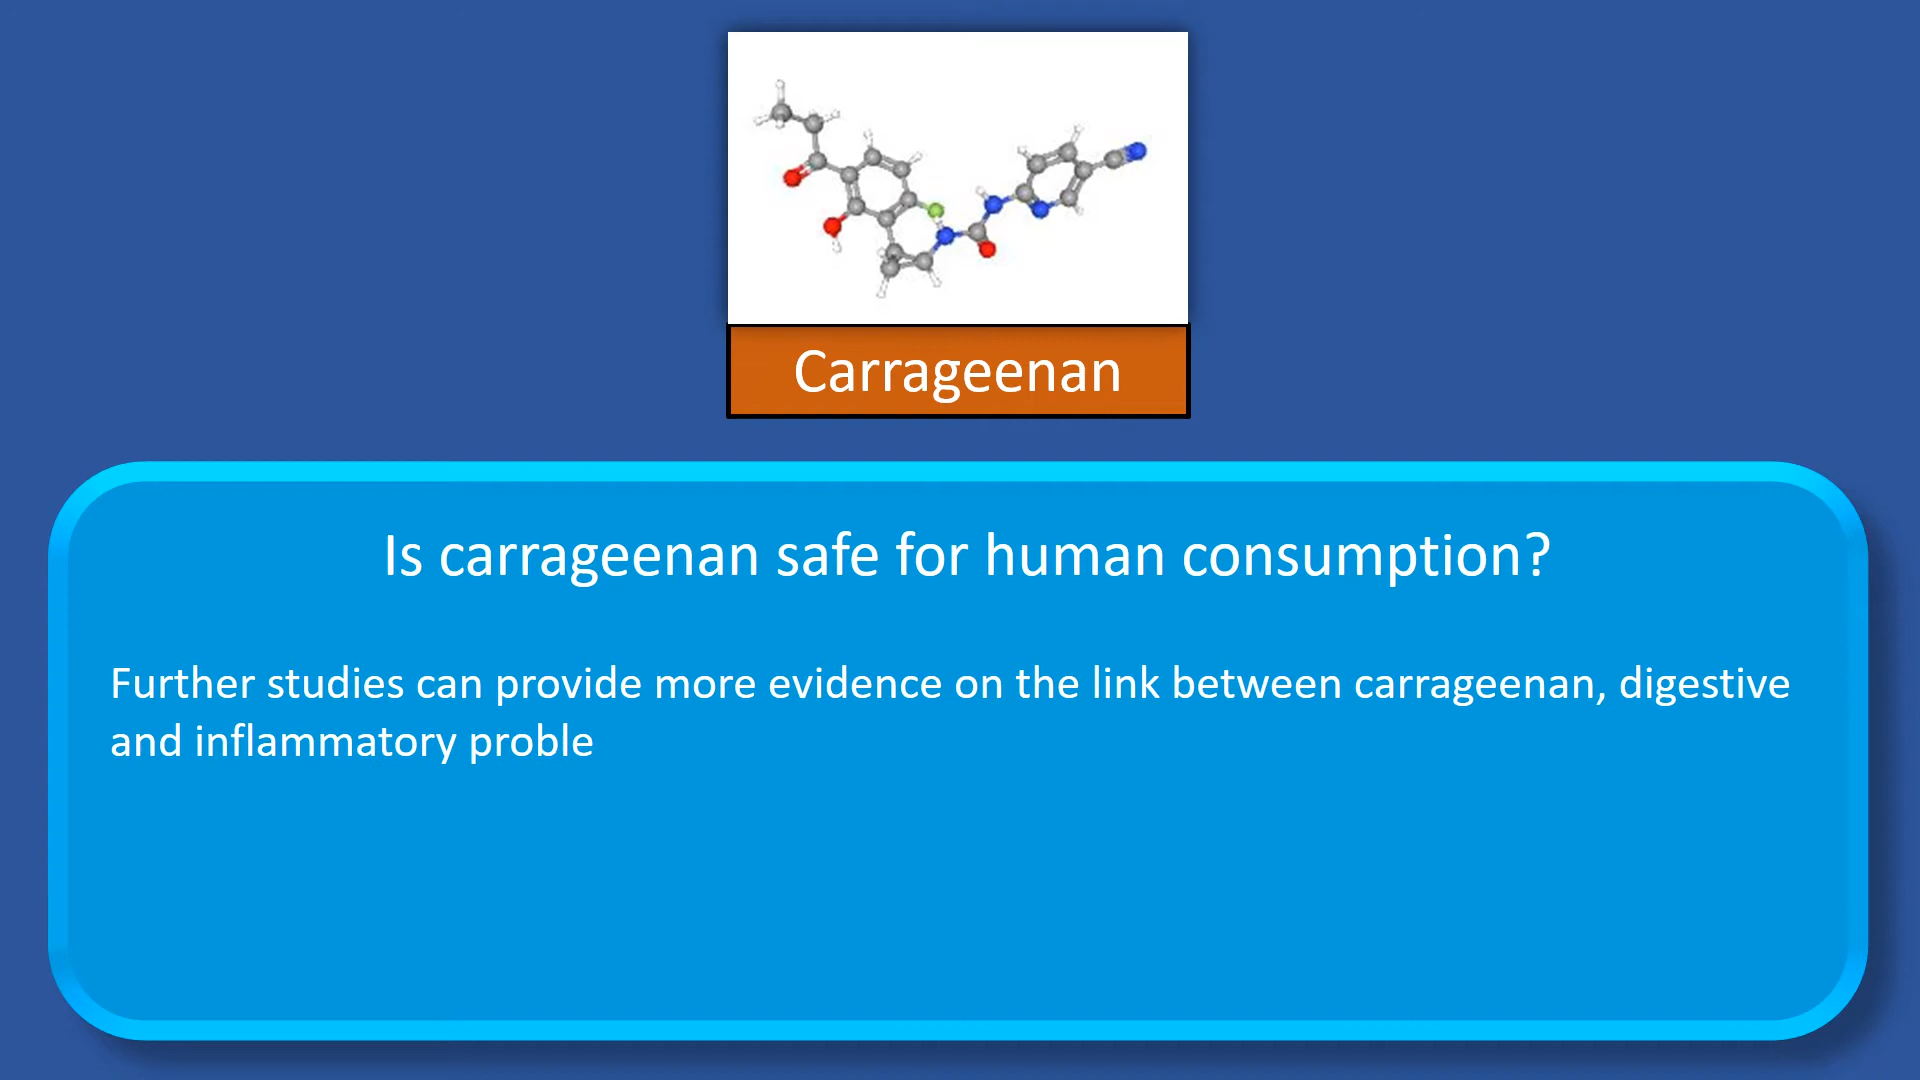 Carrageenan
Is carrageenan safe for human consumption?
Further studies can provide more evidence on the link between carrageenan, digestive
and inflammatory proble